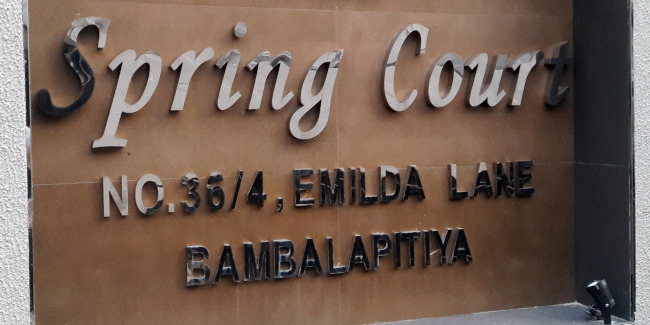 Spring Court
NO.36/4, EMILDA LANE
BAMBALAPITIYA